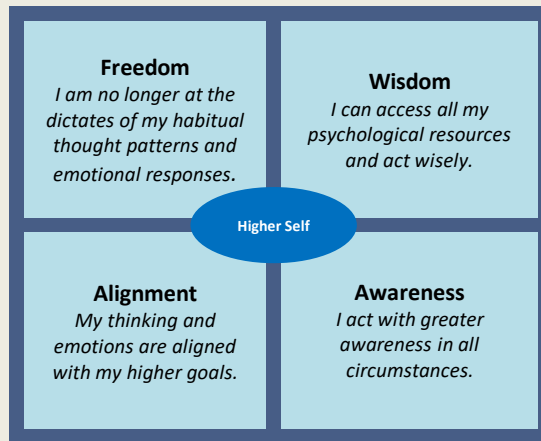 Freedom
I am no longer at the
dictates of my habitual
thought patterns and
emotional responses.
Wisdom
I can access all my
psychological resources
and act wisely.
Higher Self
Alignment
My thinking and
emotions are aligned
with my higher goals.
Awareness
I act with greater
awareness in all
circumstances.